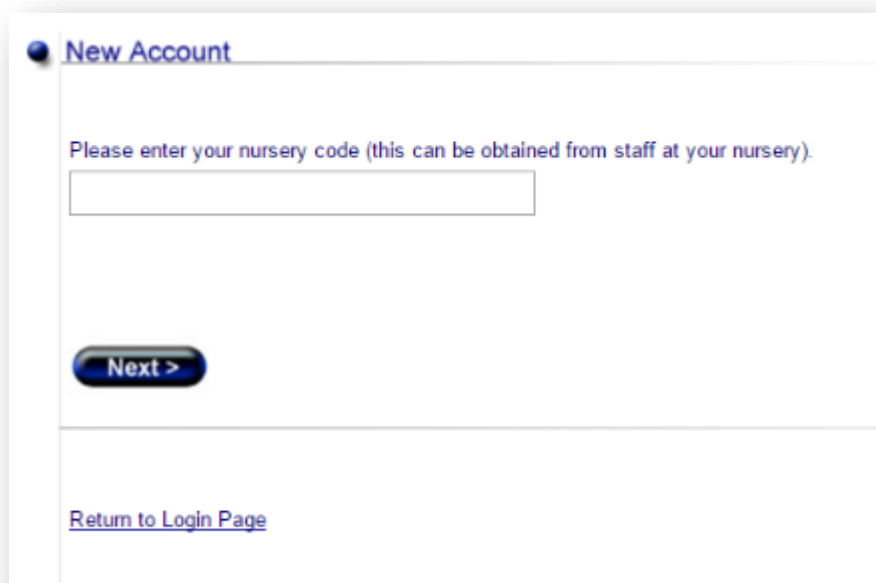 New Account
Please enter your nursery code (this can be obtained from staff at your nursery).
Next >
Return to Login Page